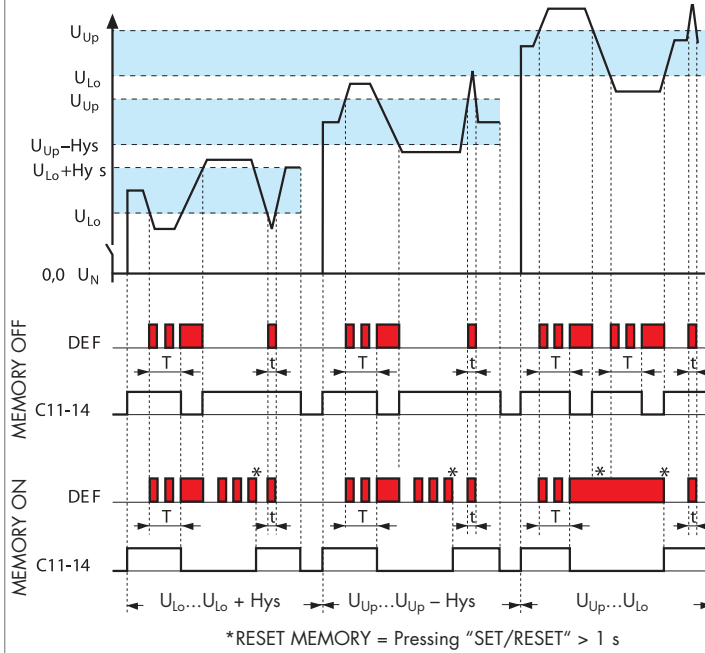 U_Up
U_Lo
U_Up
U_Up–Hys
U_Lo+Hy s
U_Lo
0,0 U_N
MEMORY OFF
DEF
T t T t T T t
C11-14
MEMORY ON
DEF
* * * *
T t T t T t
C11-14
U_Lo...U_Lo + Hys U_Up...U_Up – Hys U_Up...U_Lo
*RESET MEMORY = Pressing “SET/RESET“ > 1 s